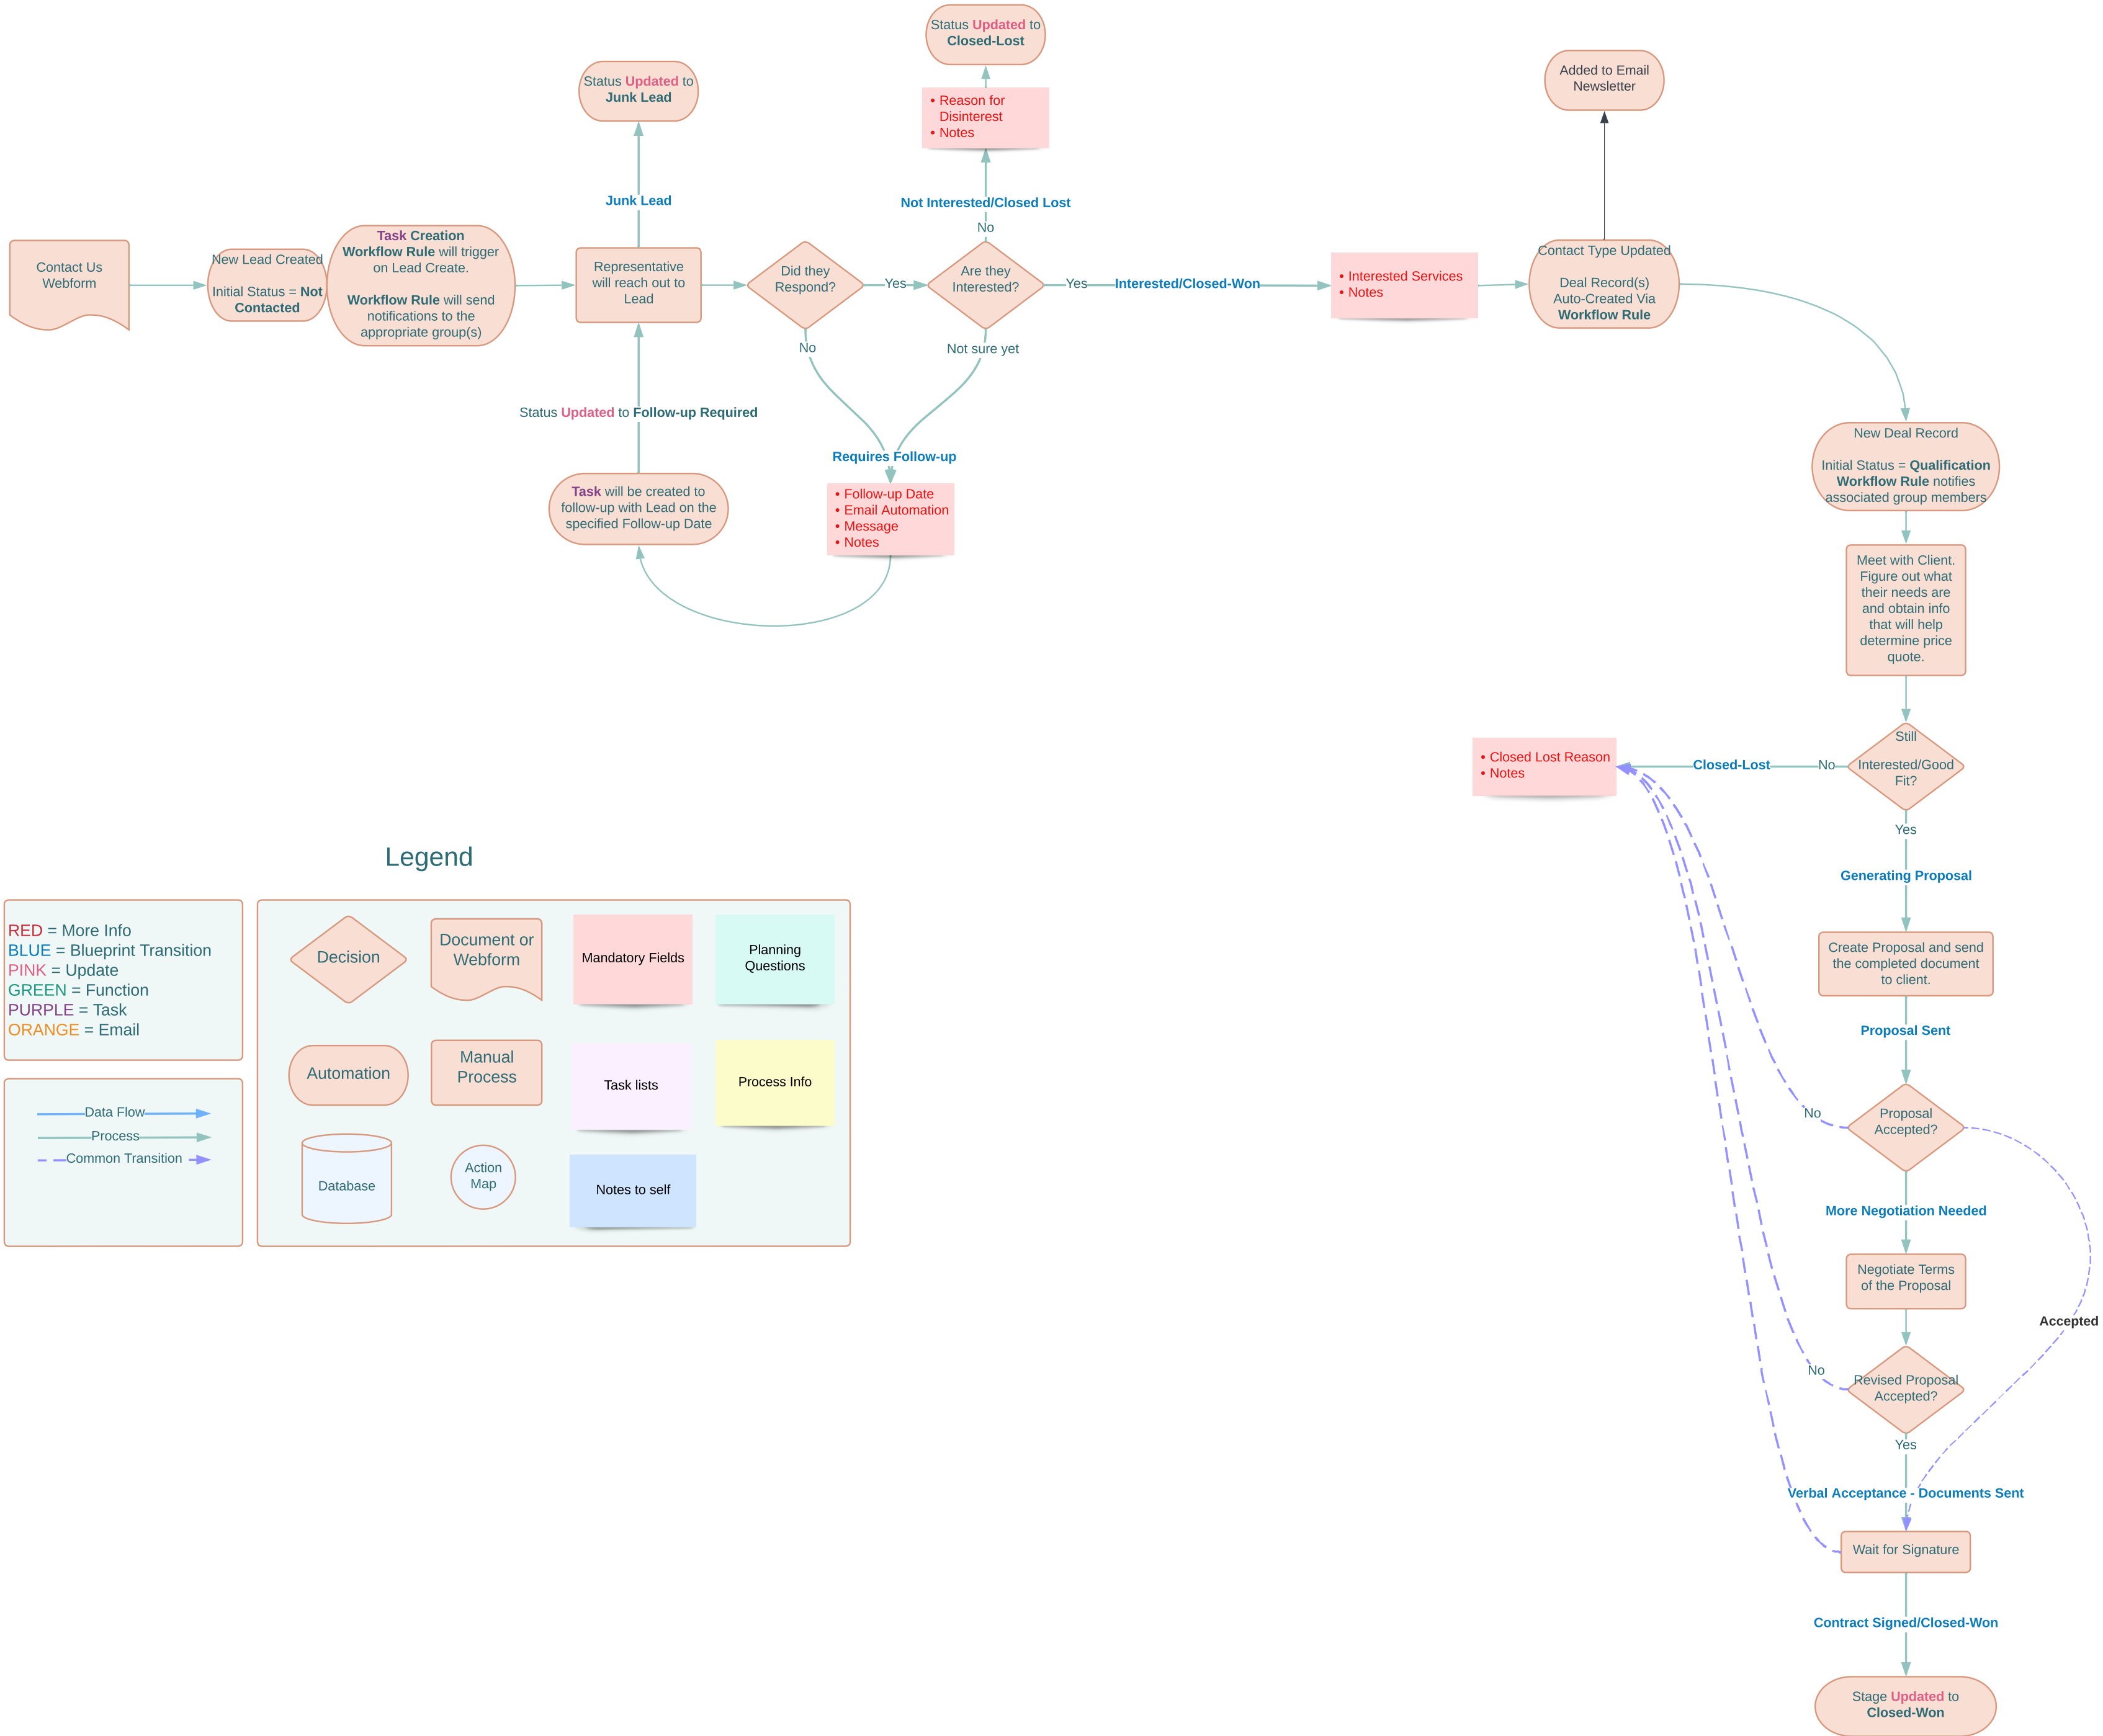 Status Updated to
Closed-Lost
Status Updated to
Junk Lead
• Reason for
Disinterest
• Notes
Added to Email
Newsletter
Junk Lead
Not Interested/Closed Lost
No
Contact Us
Webform
New Lead Created
Initial Status = Not
Contacted
Task Creation
Workflow Rule will trigger
on Lead Create.
Workflow Rule will send
notifications to the
appropriate group(s)
Representative
will reach out to
Lead
Did they
Respond?
Yes
Are they
Interested?
Yes
Interested/Closed-Won
• Interested Services
• Notes
Contact Type Updated
Deal Record(s)
Auto-Created Via
Workflow Rule
No
Not sure yet
Status Updated to Follow-up Required
Requires Follow-up
Task will be created to
follow-up with Lead on the
specified Follow-up Date
• Follow-up Date
• Email Automation
• Message
• Notes
New Deal Record
Initial Status = Qualification
Workflow Rule notifies
associated group members
Meet with Client.
Figure out what
their needs are
and obtain info
that will help
determine price
quote.
Still
Interested/Good
Fit?
No
Closed-Lost
• Closed Lost Reason
• Notes
Yes
Generating Proposal
Create Proposal and send
the completed document
to client.
Proposal Sent
Proposal
Accepted?
No
More Negotiation Needed
Negotiate Terms
of the Proposal
Accepted
Revised Proposal
Accepted?
No
Yes
Verbal Acceptance - Documents Sent
Wait for Signature
Contract Signed/Closed-Won
Stage Updated to
Closed-Won
Legend
RED = More Info
BLUE = Blueprint Transition
PINK = Update
GREEN = Function
PURPLE = Task
ORANGE = Email
Data Flow
Process
Common Transition
Decision
Document or
Webform
Mandatory Fields
Planning
Questions
Automation
Manual
Process
Task lists
Process Info
Database
Action
Map
Notes to self